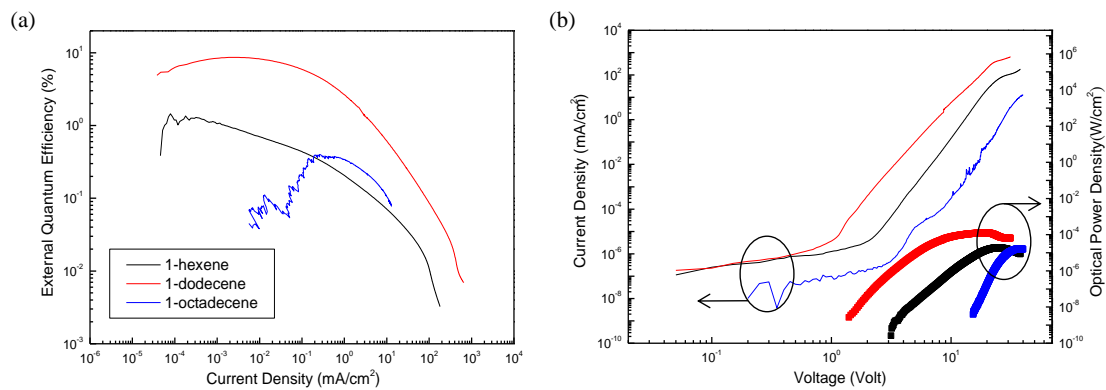 (a)
External Quantum Efficiency (%)
10^1
10^0
10^-1
10^-2
10^-3
1-hexene
1-dodecene
1-octadecene
10^-6 10^-5 10^-4 10^-3 10^-2 10^-1 10^0 10^1 10^2 10^3 10^4
Current Density (mA/cm^2)
(b)
Current Density (mA/cm^2)
10^4
10^2
10^0
10^-2
10^-4
10^-6
10^-8
10^-10
10^-1 10^0 10^1
Voltage (Volt)
10^6
10^4
10^2
10^0
10^-2
10^-4
10^-6
10^-8
10^-10
Optical Power Density(W/cm^2)